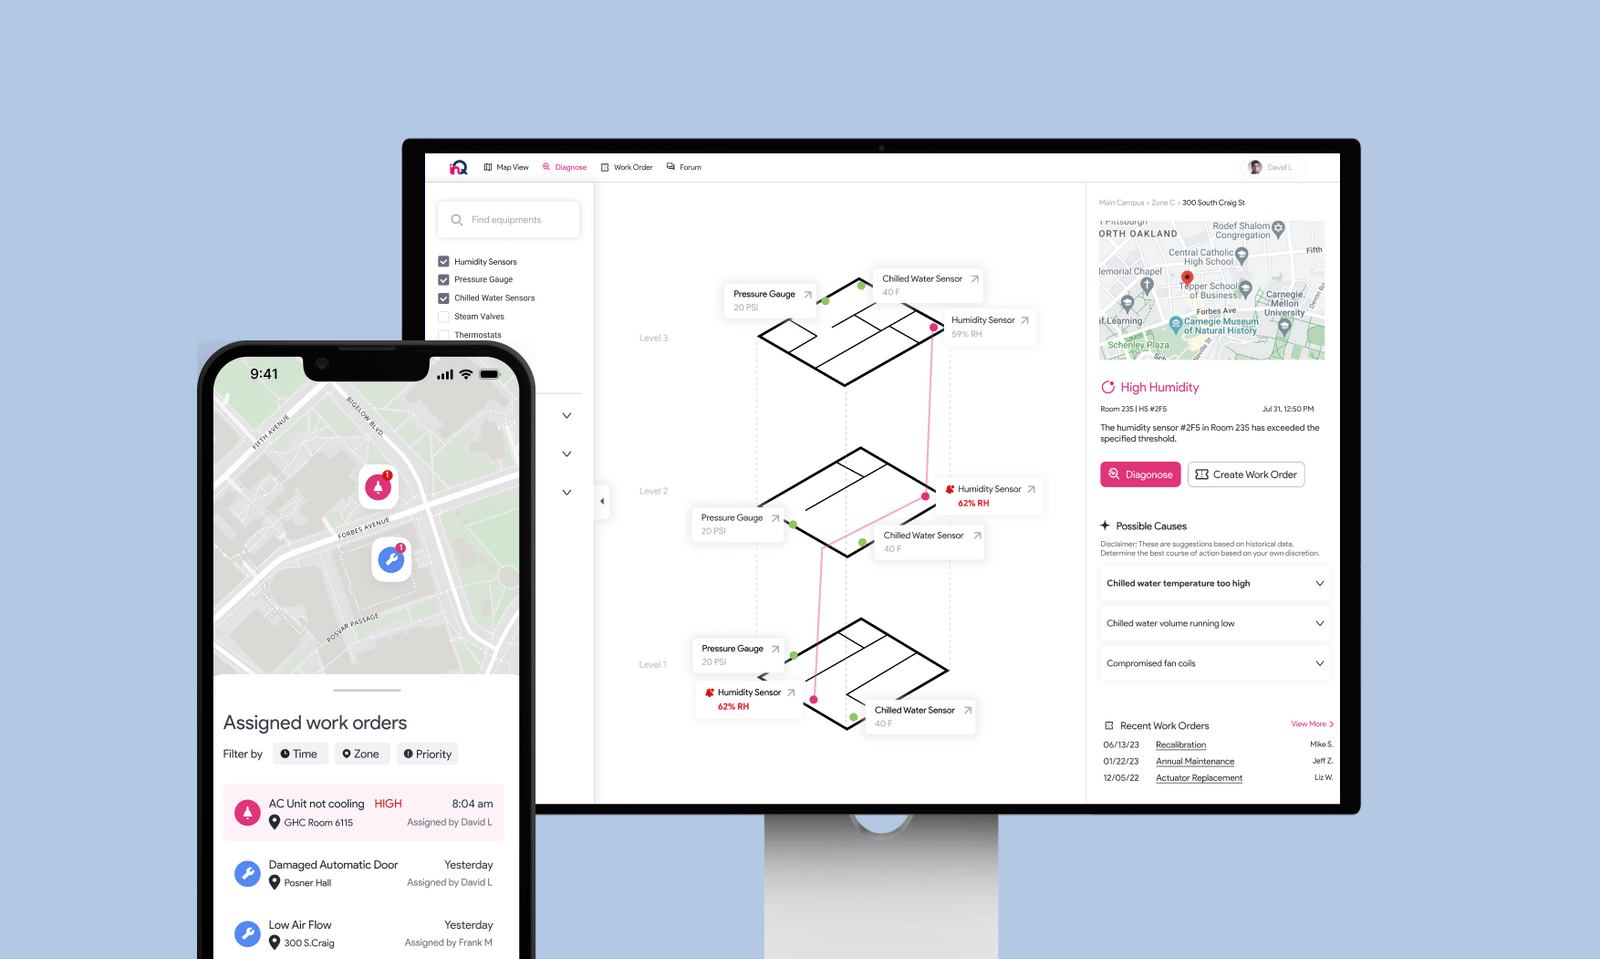 inQ
Map View
Diagnose
Work Order
Forum
David L
Find equipments
Humidity Sensors
Pressure Gauge
Chilled Water Sensors
Steam Valves
Thermostats
Level 3
Pressure Gauge
20 PSI
Chilled Water Sensor
40 F
Humidity Sensor
59% RH
Level 2
Humidity Sensor
62% RH
Pressure Gauge
20 PSI
Chilled Water Sensor
40 F
Level 1
Pressure Gauge
20 PSI
Humidity Sensor
62% RH
Chilled Water Sensor
40 F
Main Campus > Zone C > 300 South Craig St
Pittsburgh
ORTH OAKLAND
Rodef Shalom
Congregation
Fifth
Central Catholic
High School
lemorial Chapel
Tepper School
of Business
Devon
Carnegie
Mellon
University
Forbes Ave
f Learning
Carnegie Museum
of Natural History
Neville St
Schenley Plaza
High Humidity
Room 235 | HS #2F5
Jul 31, 12:50 PM
The humidity sensor #2F5 in Room 235 has exceeded the
specified threshold.
Diagonose
Create Work Order
Possible Causes
Disclaimer: These are suggestions based on historical data.
Determine the best course of action based on your own discretion.
Chilled water temperature too high
Chilled water volume running low
Compromised fan coils
Recent Work Orders
View More >
06/13/23 Recalibration Mike S.
01/22/23 Annual Maintenance Jeff Z.
12/05/22 Actuator Replacement Liz W.
9:41
FIFTH AVENUE
BIGELOW BLVD.
1
FORBES AVENUE
1
POSVAR PASSAGE
Assigned work orders
Filter by
Time
Zone
Priority
AC Unit not cooling HIGH 8:04 am
GHC Room 6115 Assigned by David L
Damaged Automatic Door Yesterday
Posner Hall Assigned by David L
Low Air Flow Yesterday
300 S.Craig Assigned by Frank M